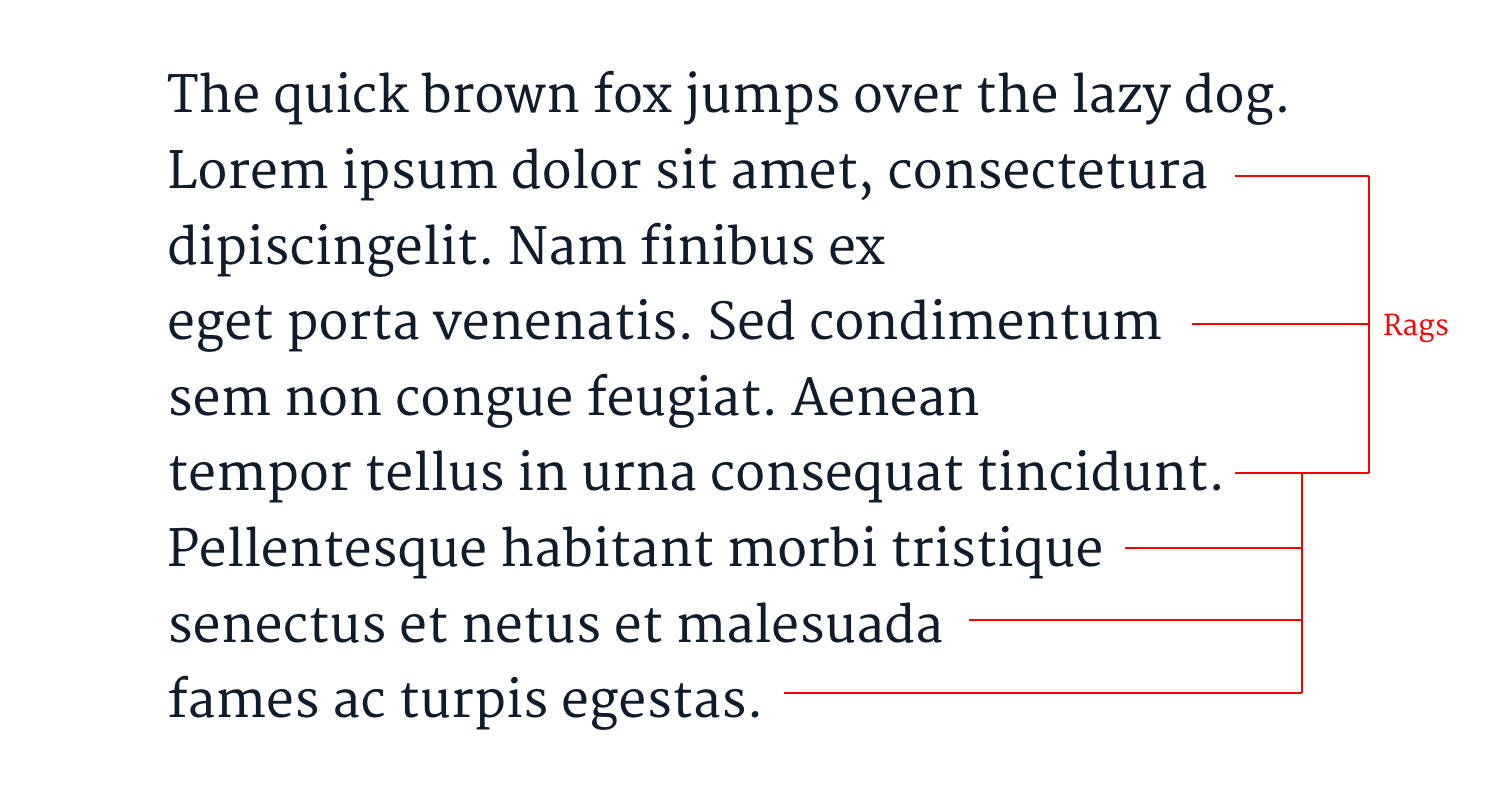 The quick brown fox jumps over the lazy dog.
Lorem ipsum dolor sit amet, consectetura
dipiscingelit. Nam finibus ex
eget porta venenatis. Sed condimentum
Rags
sem non congue feugiat. Aenean
tempor tellus in urna consequat tincidunt.
Pellentesque habitant morbi tristique
senectus et netus et malesuada
fames ac turpis egestas.